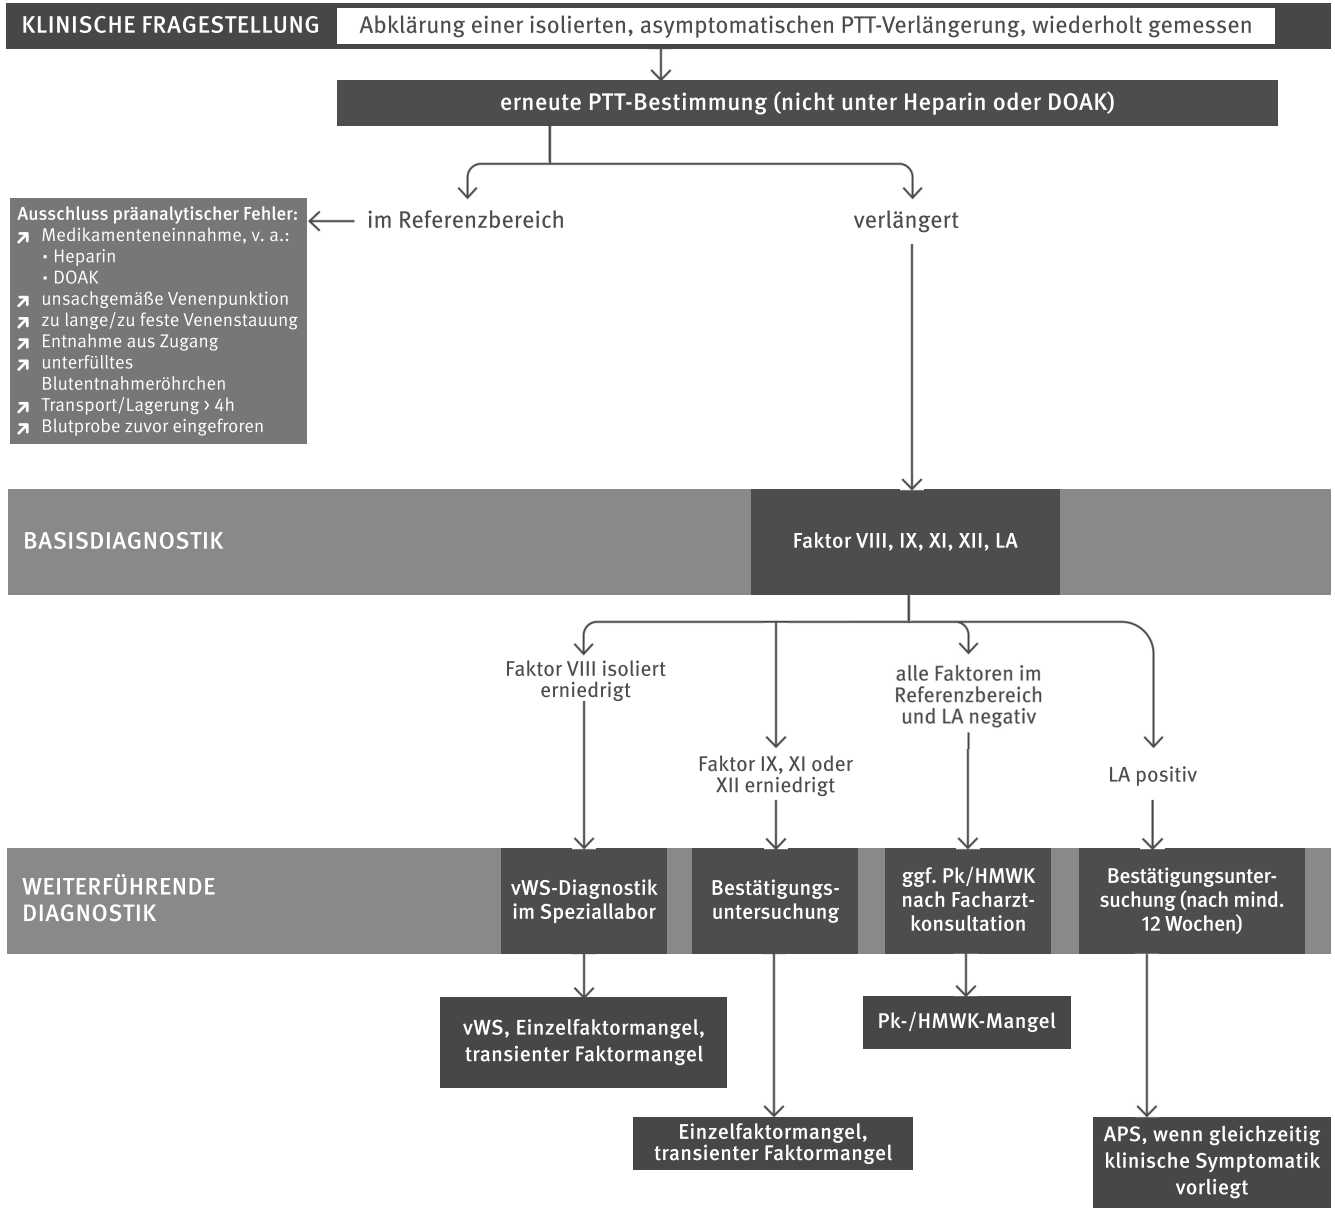 KLINISCHE FRAGESTELLUNG
Abklärung einer isolierten, asymptomatischen PTT-Verlängerung, wiederholt gemessen
erneute PTT-Bestimmung (nicht unter Heparin oder DOAK)
im Referenzbereich
verlängert
Ausschluss präanalytischer Fehler:
Medikamenteneinnahme, v. a.:
· Heparin
· DOAK
unsachgemäße Venenpunktion
zu lange/zu feste Venenstauung
Entnahme aus Zugang
unterfülltes
Blutentnahmeröhrchen
Transport/Lagerung > 4h
Blutprobe zuvor eingefroren
BASISDIAGNOSTIK
Faktor VIII, IX, XI, XII, LA
Faktor VIII isoliert
erniedrigt
Faktor IX, XI oder
XII erniedrigt
alle Faktoren im
Referenzbereich
und LA negativ
LA positiv
WEITERFÜHRENDE
DIAGNOSTIK
vWS-Diagnostik
im Speziallabor
Bestätigungs-
untersuchung
ggf. Pk/HMWK
nach Facharzt-
konsultation
Bestätigungsunter-
suchung (nach mind.
12 Wochen)
vWS, Einzelfaktormangel,
transienter Faktormangel
Einzelfaktormangel,
transienter Faktormangel
Pk-/HMWK-Mangel
APS, wenn gleichzeitig
klinische Symptomatik
vorliegt